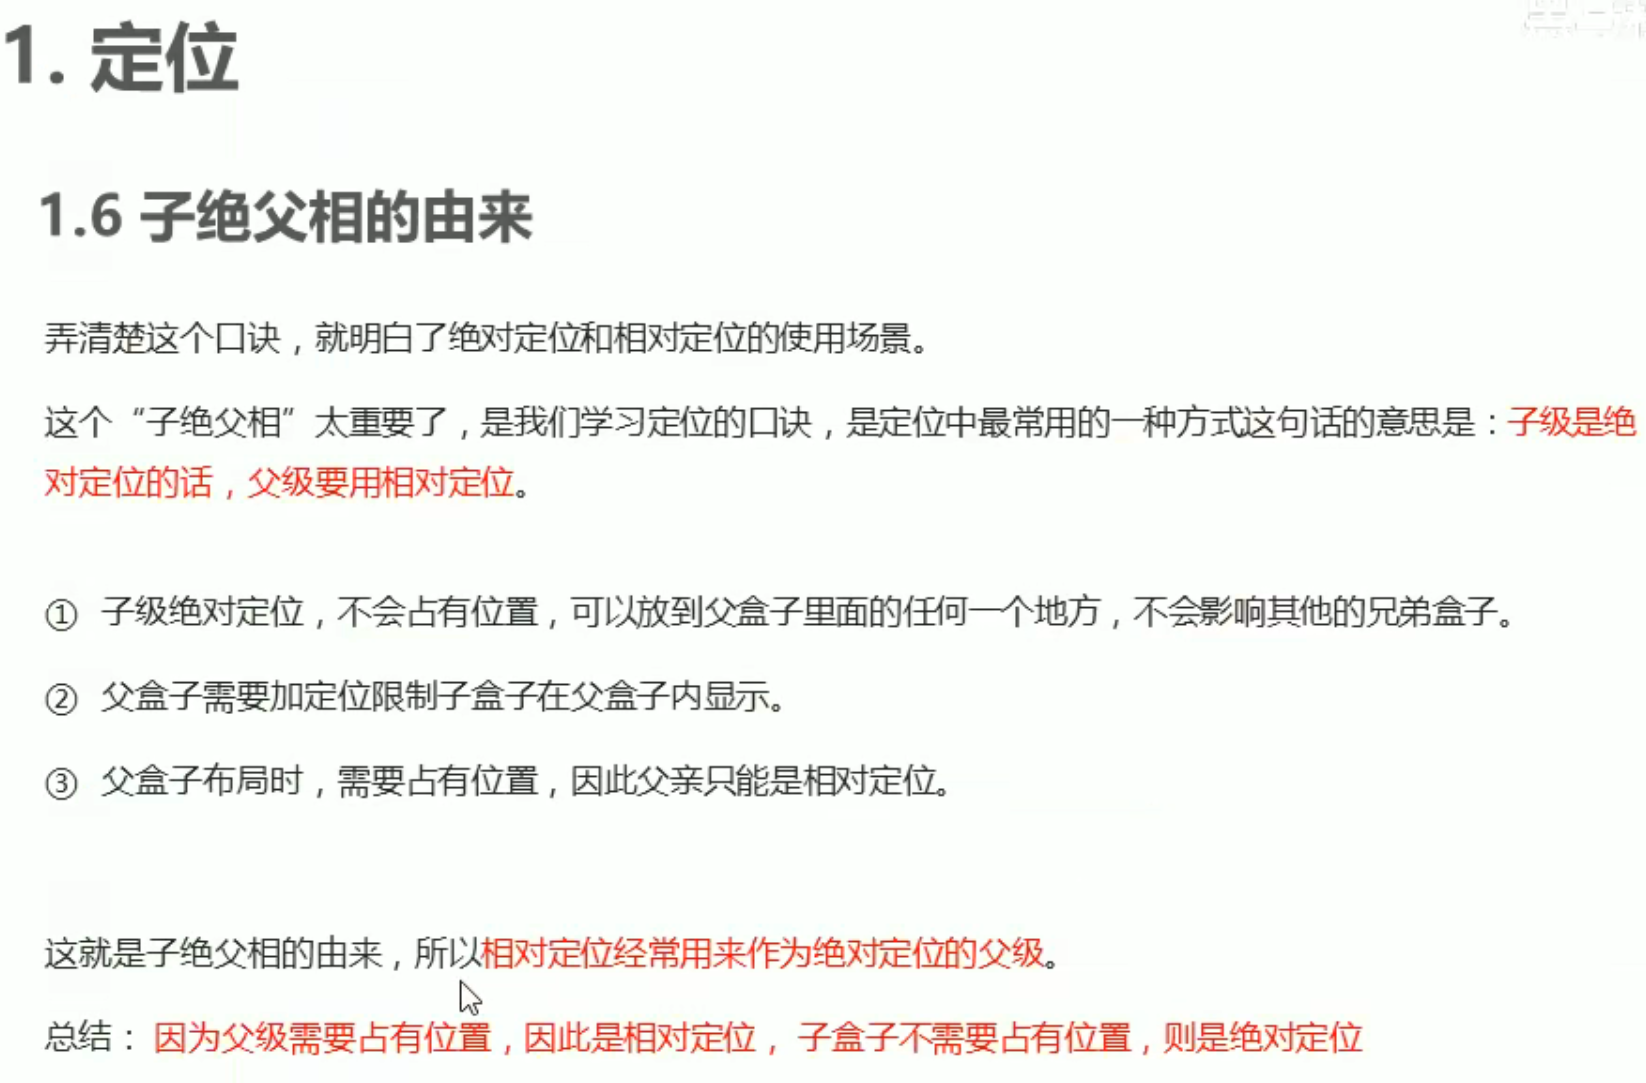 1. 定位
1.6 子绝父相的由来
弄清楚这个口诀，就明白了绝对定位和相对定位的使用场景。
这个“子绝父相”太重要了，是我们学习定位的口诀，是定位中最常用的一种方式这句话的意思是：子级是绝
对定位的话，父级要用相对定位。
① 子级绝对定位，不会占有位置，可以放到父盒子里面的任何一个地方，不会影响其他的兄弟盒子。
② 父盒子需要加定位限制子盒子在父盒子内显示。
③ 父盒子布局时，需要占有位置，因此父亲只能是相对定位。
这就是子绝父相的由来，所以相对定位经常用来作为绝对定位的父级。
总结： 因为父级需要占有位置，因此是相对定位， 子盒子不需要占有位置，则是绝对定位